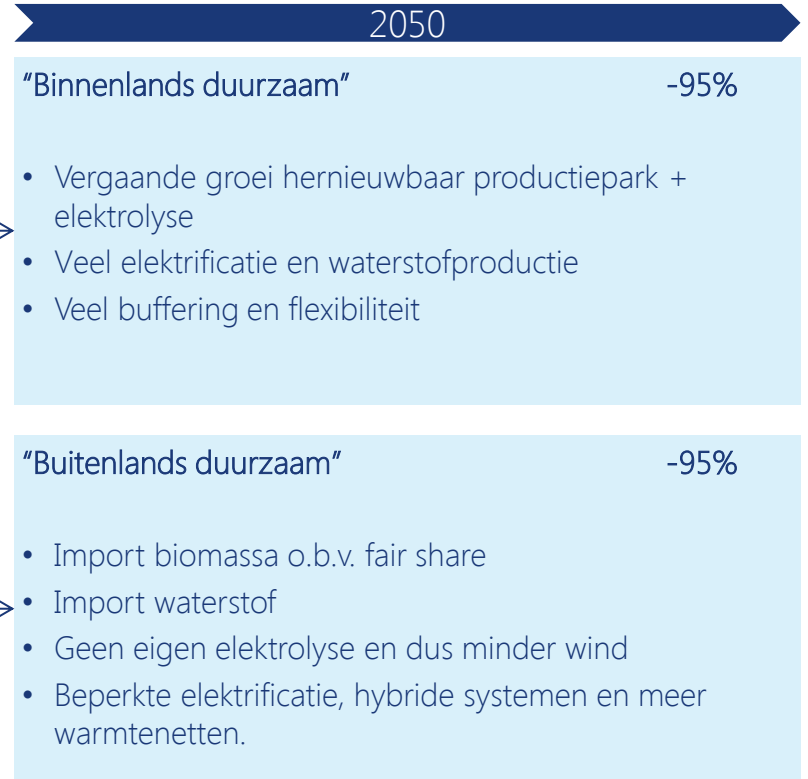 2050
"Binnenlands duurzaam" -95%
• Vergaande groei hernieuwbaar productiepark +
elektrolyse
• Veel elektrificatie en waterstofproductie
• Veel buffering en flexibiliteit
"Buitenlands duurzaam" -95%
• Import biomassa o.b.v. fair share
• Import waterstof
• Geen eigen elektrolyse en dus minder wind
• Beperkte elektrificatie, hybride systemen en meer
warmtenetten.